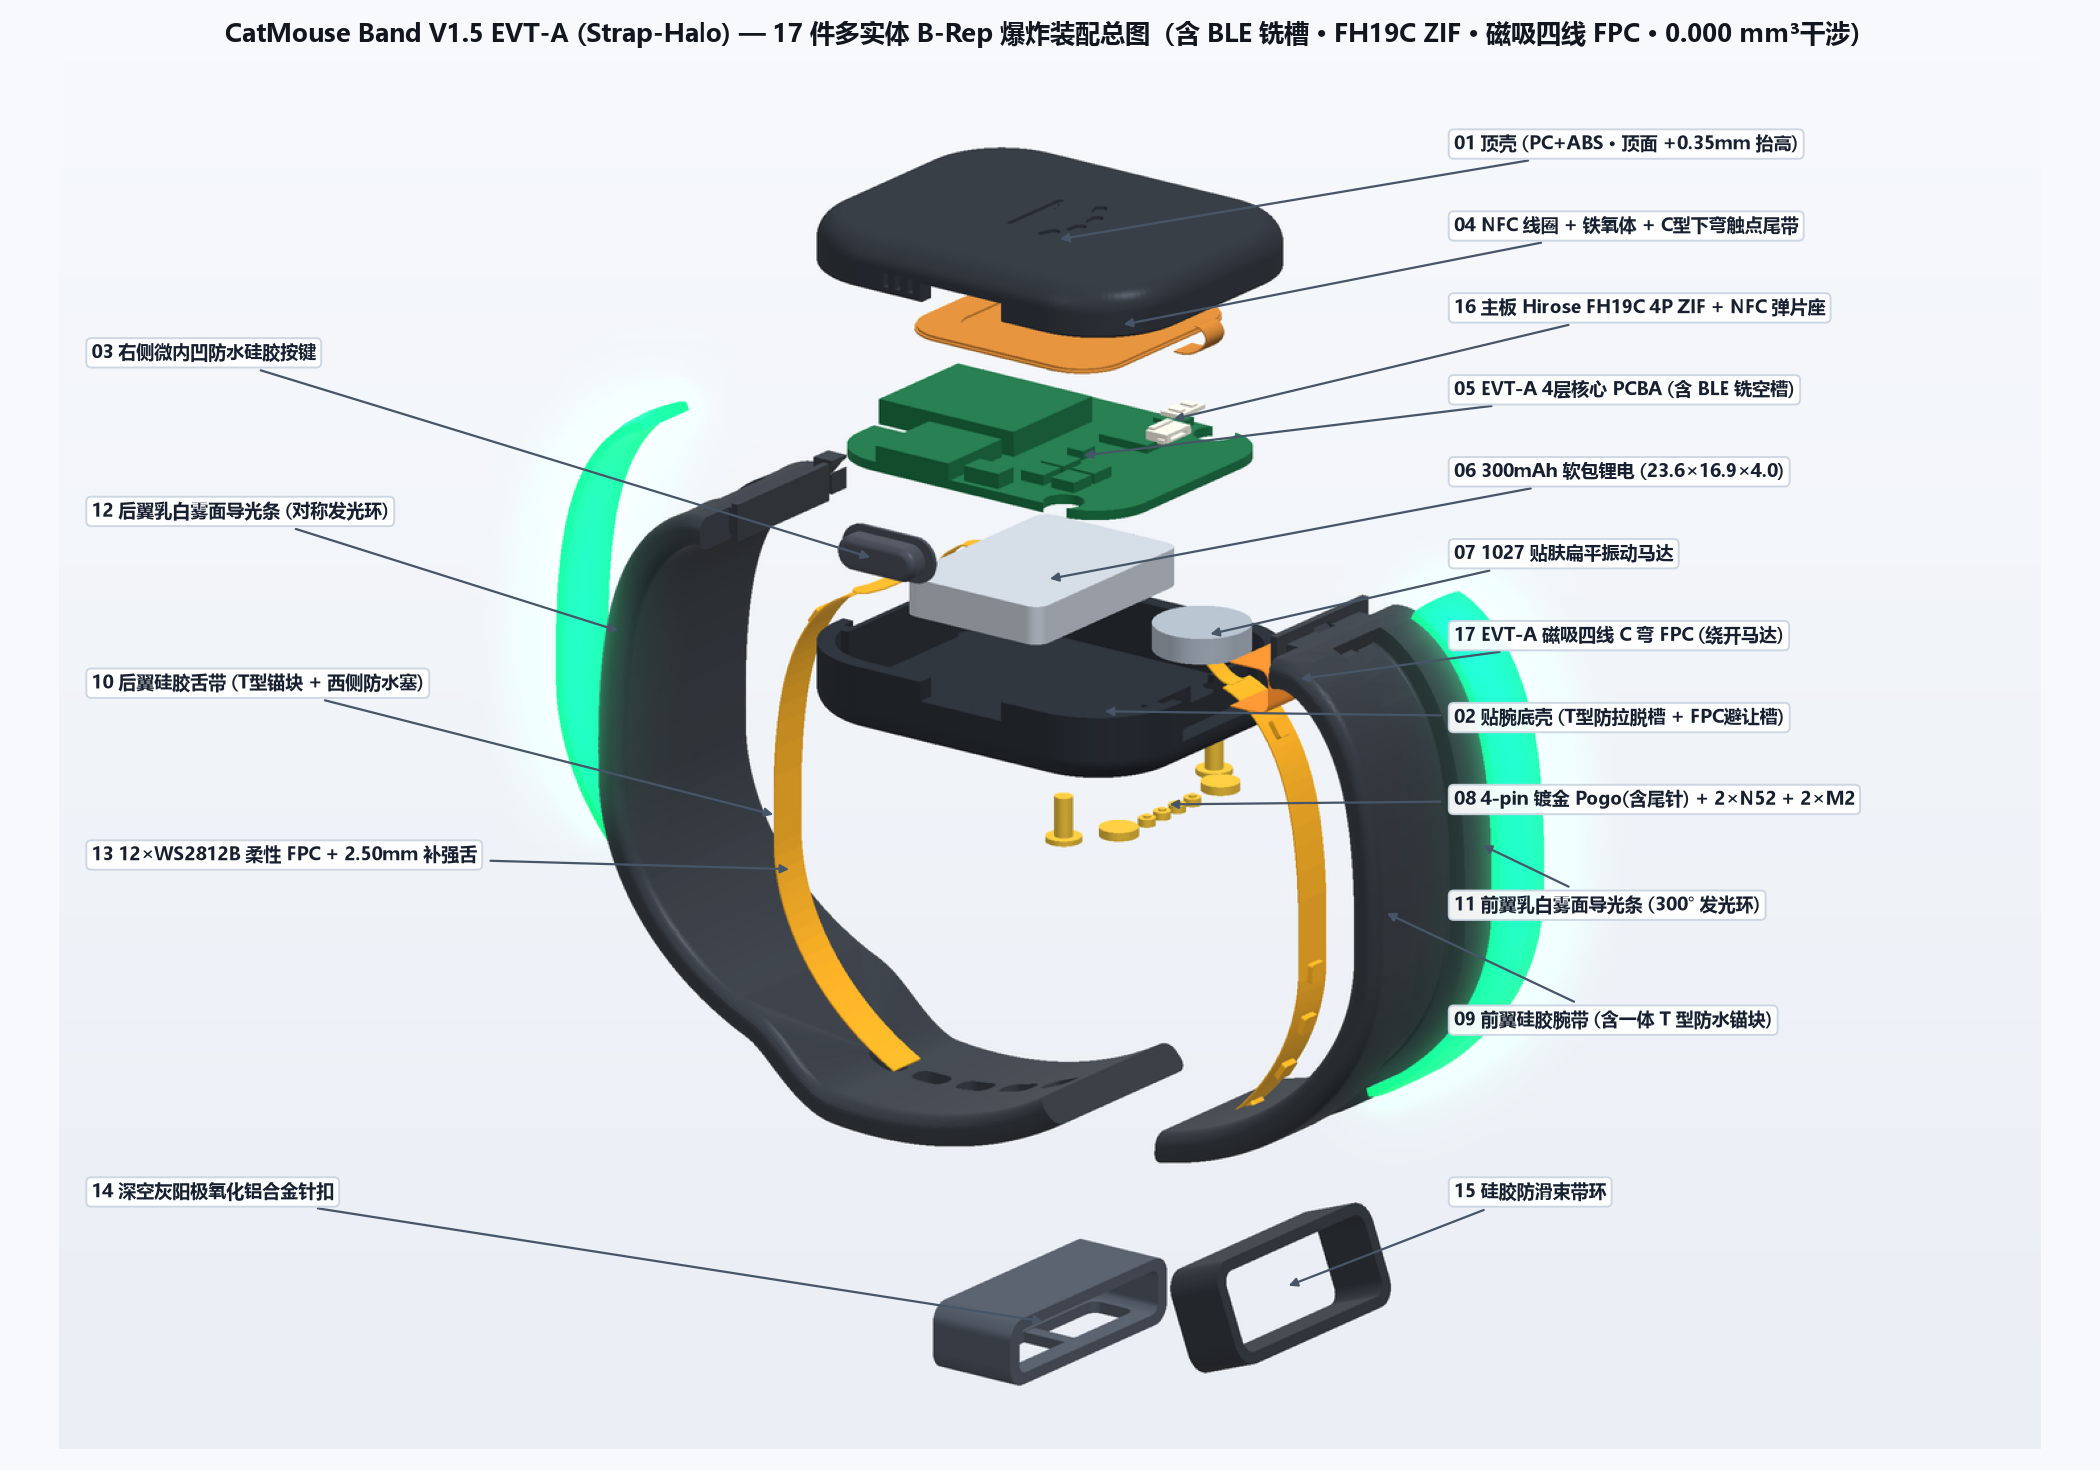 CatMouse Band V1.5 EVT-A (Strap-Halo) — 17 件多实体 B-Rep 爆炸装配总图（含 BLE 铣槽 • FH19C ZIF • 磁吸四线 FPC • 0.000 mm³干涉）
01 顶壳 (PC+ABS • 顶面 +0.35mm 抬高)
04 NFC 线圈 + 铁氧体 + C型下弯触点尾带
16 主板 Hirose FH19C 4P ZIF + NFC 弹片座
03 右侧微内凹防水硅胶按键
05 EVT-A 4层核心 PCBA (含 BLE 铣空槽)
06 300mAh 软包锂电 (23.6×16.9×4.0)
12 后翼乳白雾面导光条 (对称发光环)
07 1027 贴肤扁平振动马达
17 EVT-A 磁吸四线 C 弯 FPC (绕开马达)
10 后翼硅胶舌带 (T型锚块 + 西侧防水塞)
02 贴腕底壳 (T型防拉脱槽 + FPC避让槽)
08 4-pin 镀金 Pogo(含尾针) + 2×N52 + 2×M2
13 12×WS2812B 柔性 FPC + 2.50mm 补强舌
11 前翼乳白雾面导光条 (300° 发光环)
09 前翼硅胶腕带 (含一体 T 型防水锚块)
14 深空灰阳极氧化铝合金针扣
15 硅胶防滑束带环